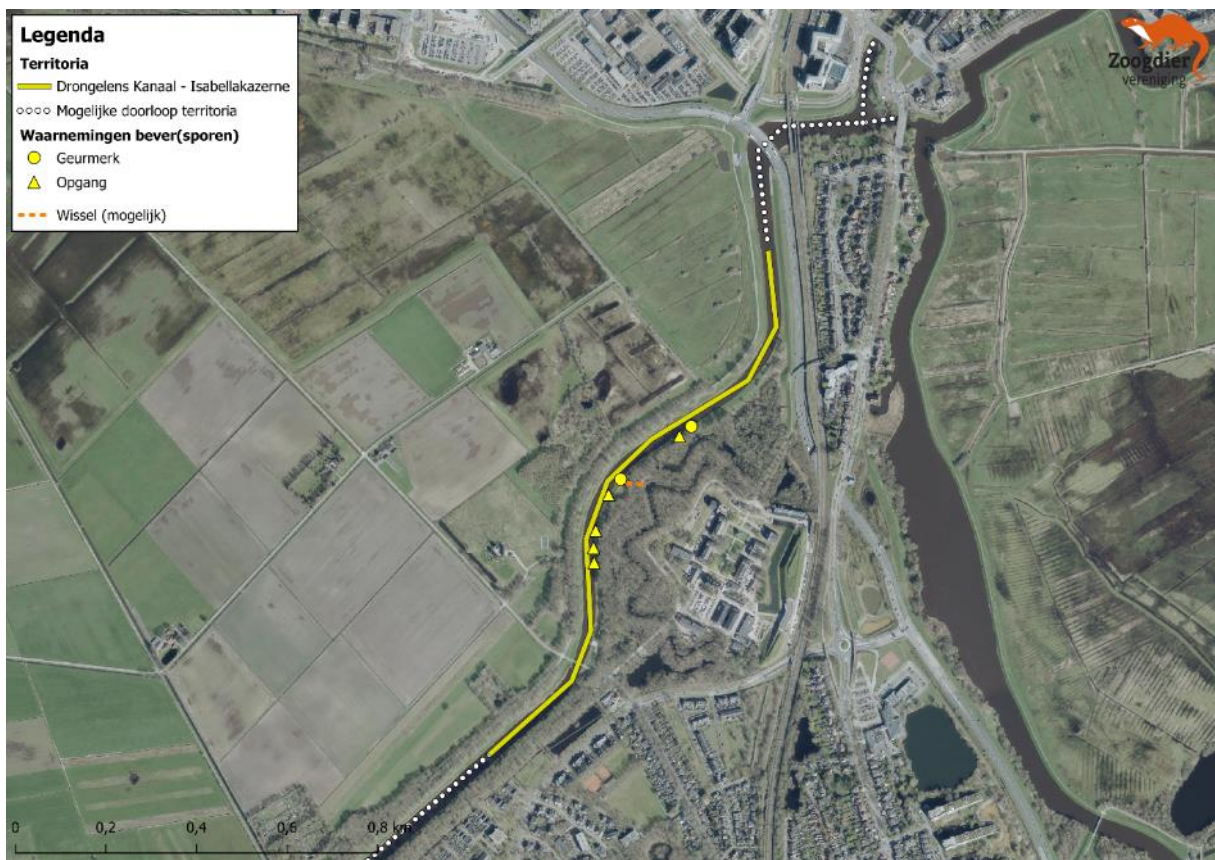 Legenda
Territoria
Drongelens Kanaal - Isabellakazerne
Mogelijke doorloop territoria
Waarnemingen bever(sporen)
Geurmerk
Opgang
Wissel (mogelijk)
Zoogdier
vereniging
0 0,2 0,4 0,6 0,8 km